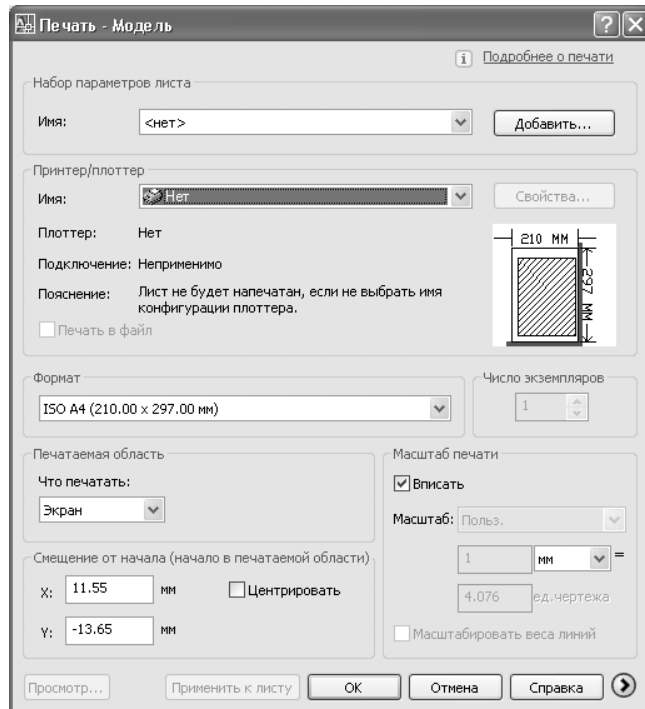 Печать - Модель
Подробнее о печати
Набор параметров листа
Имя: <нет> Добавить...
Принтер/плоттер
Имя: Нет Свойства...
Плоттер: Нет
Подключение: Неприменимо
Пояснение: Лист не будет напечатан, если не выбрать имя
конфигурации плоттера.
Печать в файл
210 MM
297 MM
Формат
ISO A4 (210.00 x 297.00 мм)
Число экземпляров
1
Печатаемая область
Что печатать:
Экран
Смещение от начала (начало в печатаемой области)
X: 11.55 мм Центрировать
Y: -13.65 мм
Масштаб печати
Вписать
Масштаб: Польз.
1 мм =
4.076 ед.чертежа
Масштабировать веса линий
Просмотр... Применить к листу ОК Отмена Справка